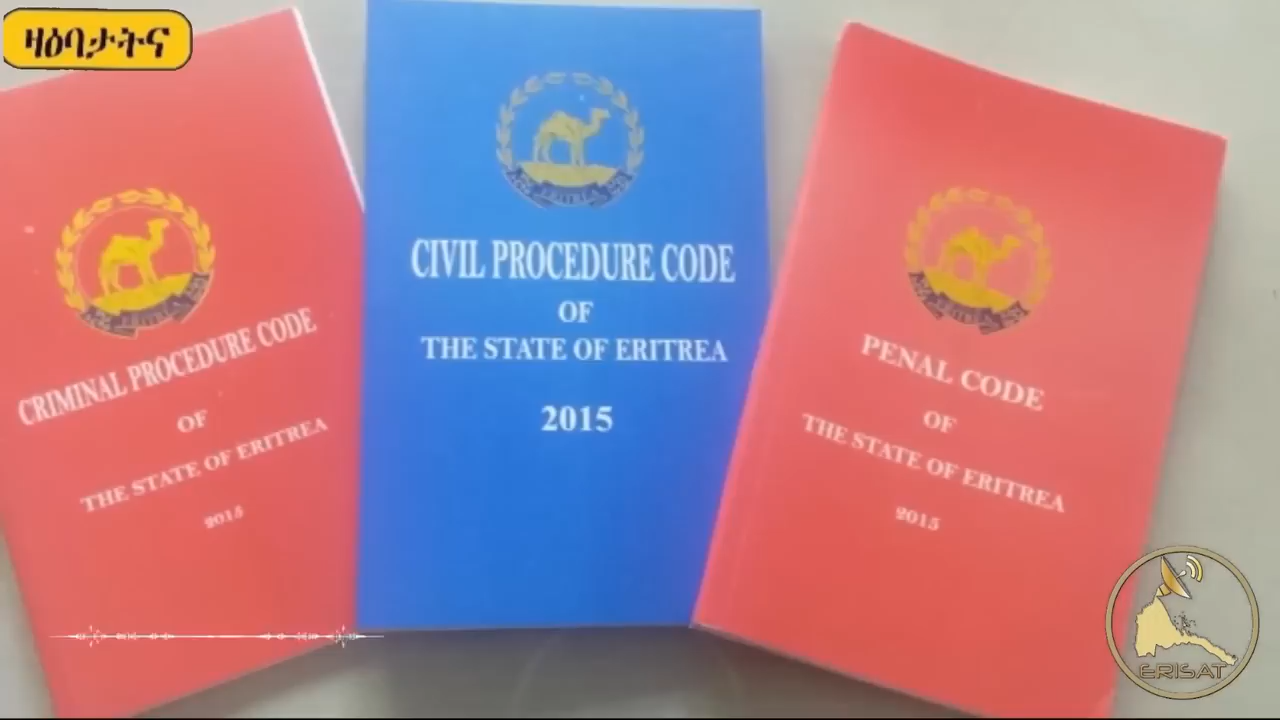 ዛዕባታትና
CRIMINAL PROCEDURE CODE
OF
THE STATE OF ERITREA
2015
CIVIL PROCEDURE CODE
OF
THE STATE OF ERITREA
2015
PENAL CODE
OF
THE STATE OF ERITREA
2015
ERISAT